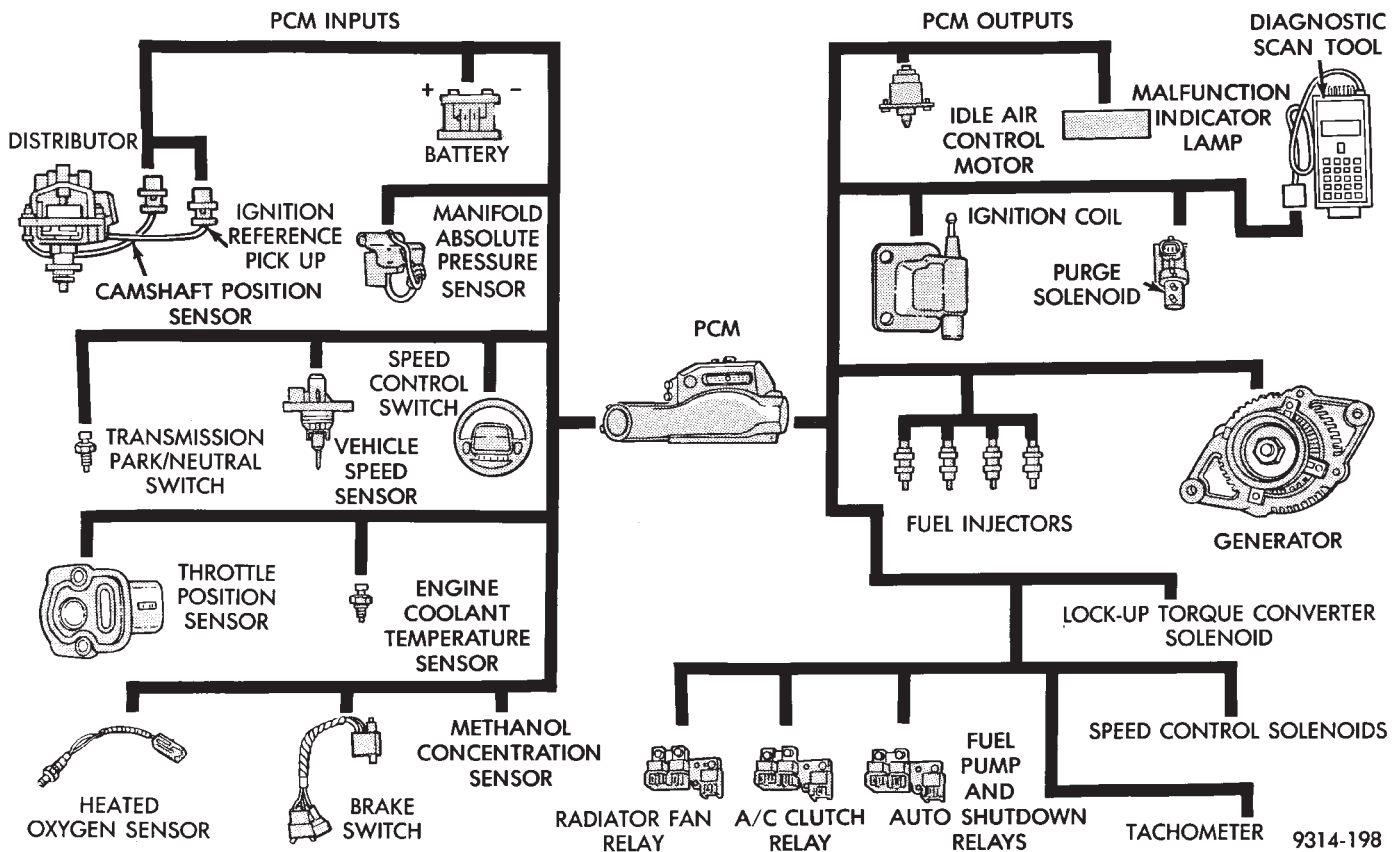 PCM INPUTS
PCM OUTPUTS
DIAGNOSTIC
SCAN TOOL
+ -
BATTERY
DISTRIBUTOR
IGNITION
REFERENCE
PICK UP
CAMSHAFT POSITION
SENSOR
MANIFOLD
ABSOLUTE
PRESSURE
SENSOR
IDLE AIR
CONTROL
MOTOR
MALFUNCTION
INDICATOR
LAMP
IGNITION COIL
PURGE
SOLENOID
PCM
TRANSMISSION
PARK/NEUTRAL
SWITCH
VEHICLE
SPEED
SENSOR
SPEED
CONTROL
SWITCH
FUEL INJECTORS
GENERATOR
THROTTLE
POSITION
SENSOR
ENGINE
COOLANT
TEMPERATURE
SENSOR
LOCK-UP TORQUE CONVERTER
SOLENOID
HEATED
OXYGEN SENSOR
BRAKE
SWITCH
METHANOL
CONCENTRATION
SENSOR
RADIATOR FAN
RELAY
A/C CLUTCH
RELAY
FUEL
PUMP
AND
AUTO SHUTDOWN
RELAYS
SPEED CONTROL SOLENOIDS
TACHOMETER
9314-198